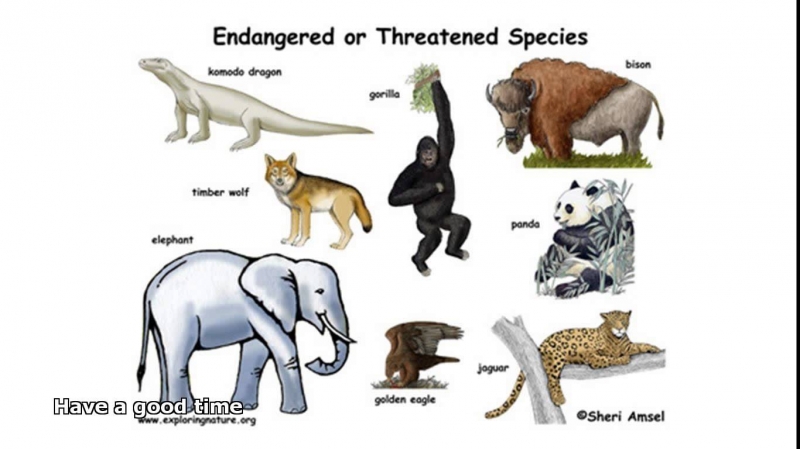 Endangered or Threatened Species
komodo dragon
gorilla
bison
timber wolf
elephant
panda
jaguar
golden eagle
Have a good time
www.exploringnature.org
©Sheri Amsel